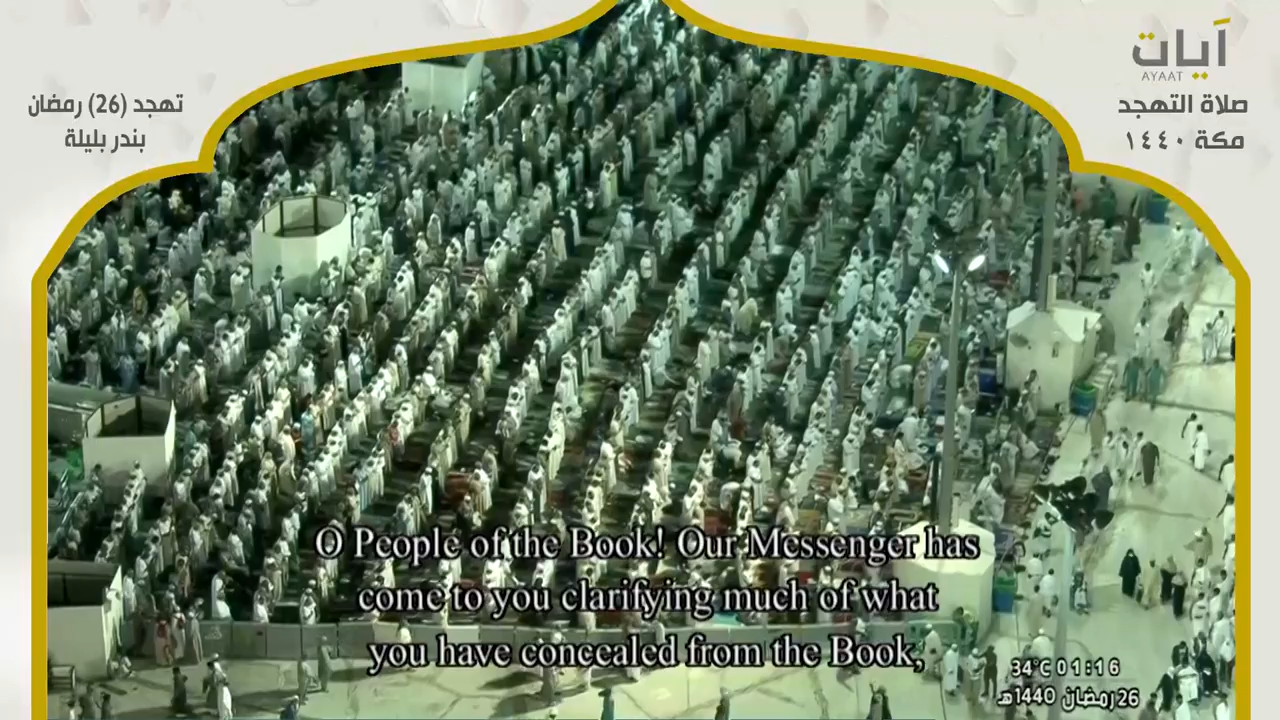 آيات
AYAAT
صلاة التهجد
مكة ١٤٤٠
تهجد (26) رمضان
بندر بليلة
O People of the Book! Our Messenger has
come to you clarifying much of what
you have concealed from the Book,
34°C 01:16
26 رمضان 1440هـ